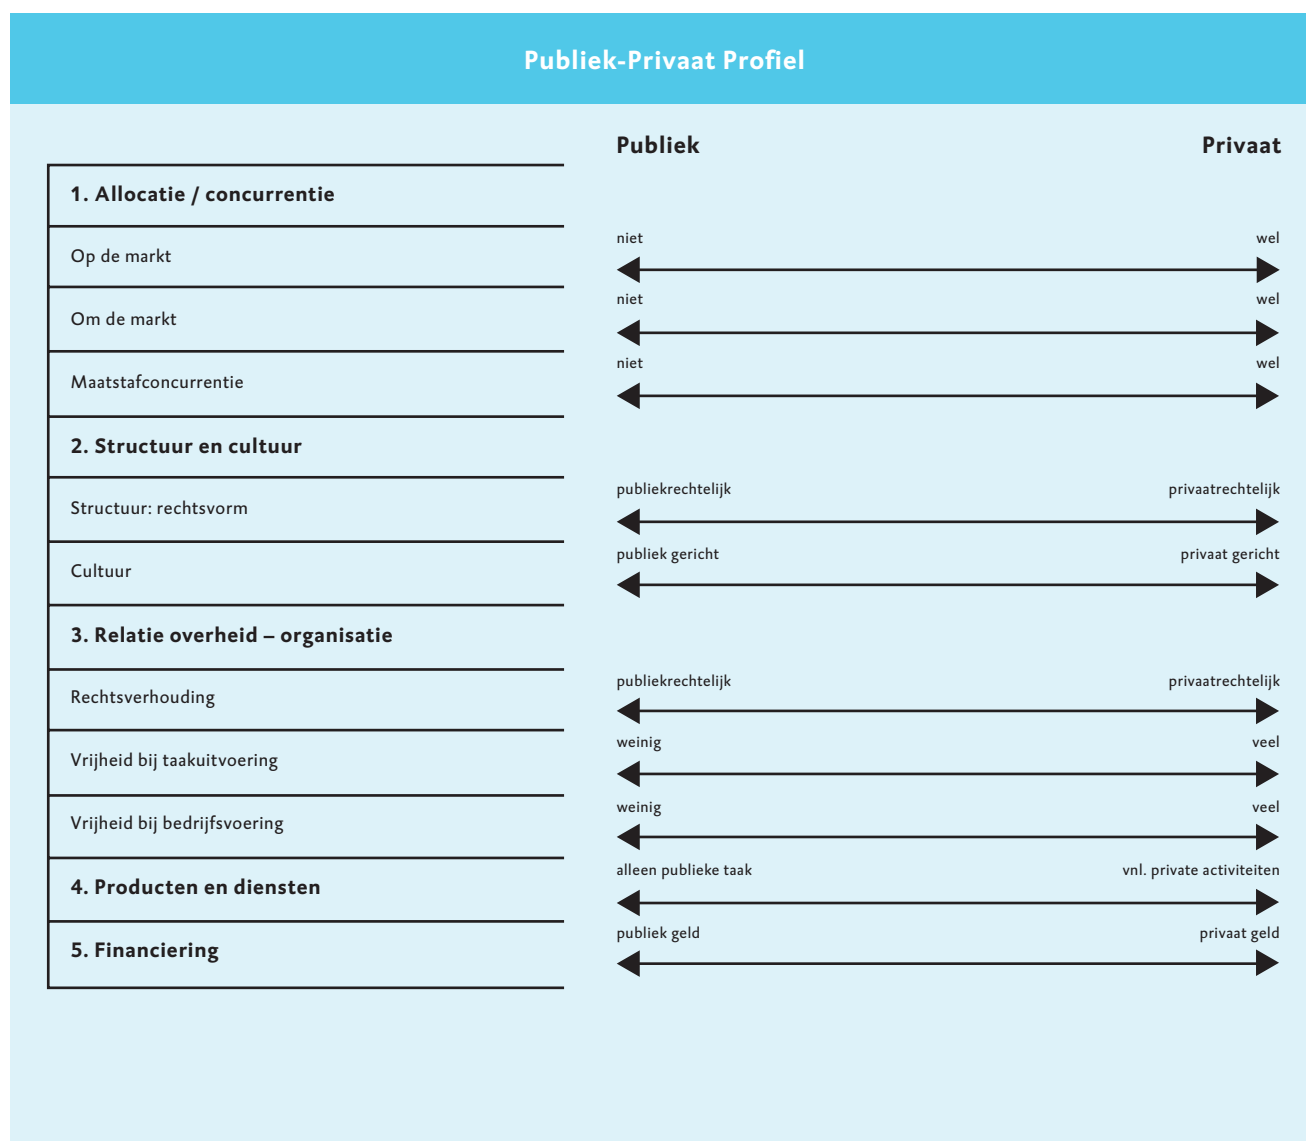 Publiek-Privaat Profiel
Publiek Privaat
1. Allocatie / concurrentie
niet wel
Op de markt
niet wel
Om de markt
niet wel
Maatstafconcurrentie
2. Structuur en cultuur
publiekrechtelijk privaatrechtelijk
Structuur: rechtsvorm
publiek gericht privaat gericht
Cultuur
3. Relatie overheid – organisatie
publiekrechtelijk privaatrechtelijk
Rechtsverhouding
weinig veel
Vrijheid bij taakuitvoering
weinig veel
Vrijheid bij bedrijfsvoering
alleen publieke taak vnl. private activiteiten
4. Producten en diensten
publiek geld privaat geld
5. Financiering